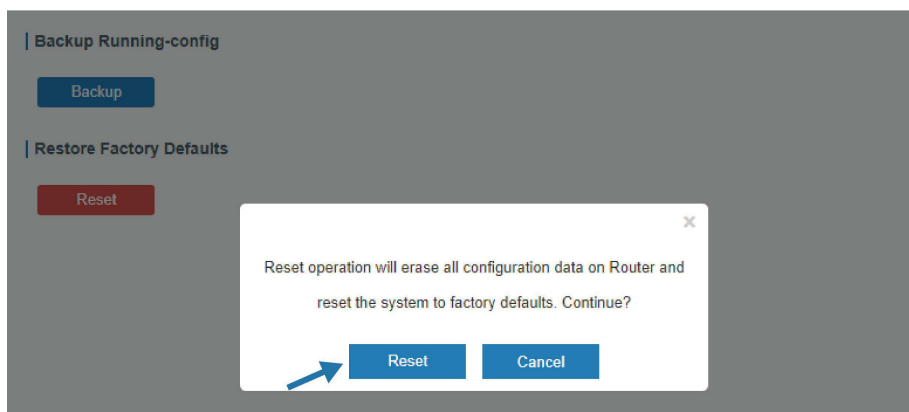 Backup Running-config
Backup
Restore Factory Defaults
Reset
×
Reset operation will erase all configuration data on Router and
reset the system to factory defaults. Continue?
Reset
Cancel